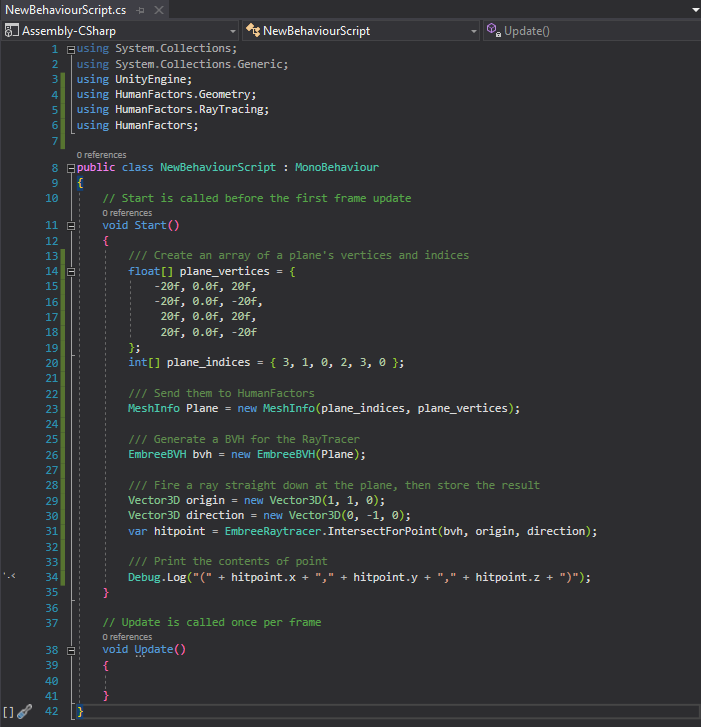 NewBehaviourScript.cs
Assembly-CSharp NewBehaviourScript Update()
1 using System.Collections;
2 using System.Collections.Generic;
3 using UnityEngine;
4 using HumanFactors.Geometry;
5 using HumanFactors.RayTracing;
6 using HumanFactors;
7
0 references
8 public class NewBehaviourScript : MonoBehaviour
9 {
10 // Start is called before the first frame update
0 references
11 void Start()
12 {
13 /// Create an array of a plane's vertices and indices
14 float[] plane_vertices = {
15 -20f, 0.0f, 20f,
16 -20f, 0.0f, -20f,
17 20f, 0.0f, 20f,
18 20f, 0.0f, -20f
19 };
20 int[] plane_indices = { 3, 1, 0, 2, 3, 0 };
21
22 /// Send them to HumanFactors
23 MeshInfo Plane = new MeshInfo(plane_indices, plane_vertices);
24
25 /// Generate a BVH for the RayTracer
26 EmbreeBVH bvh = new EmbreeBVH(Plane);
27
28 /// Fire a ray straight down at the plane, then store the result
29 Vector3D origin = new Vector3D(1, 1, 0);
30 Vector3D direction = new Vector3D(0, -1, 0);
31 var hitpoint = EmbreeRaytracer.IntersectForPoint(bvh, origin, direction);
32
33 /// Print the contents of point
34 Debug.Log("(" + hitpoint.x + "," + hitpoint.y + "," + hitpoint.z + ")");
35 }
36
37 // Update is called once per frame
0 references
38 void Update()
39 {
40
41 }
42 }